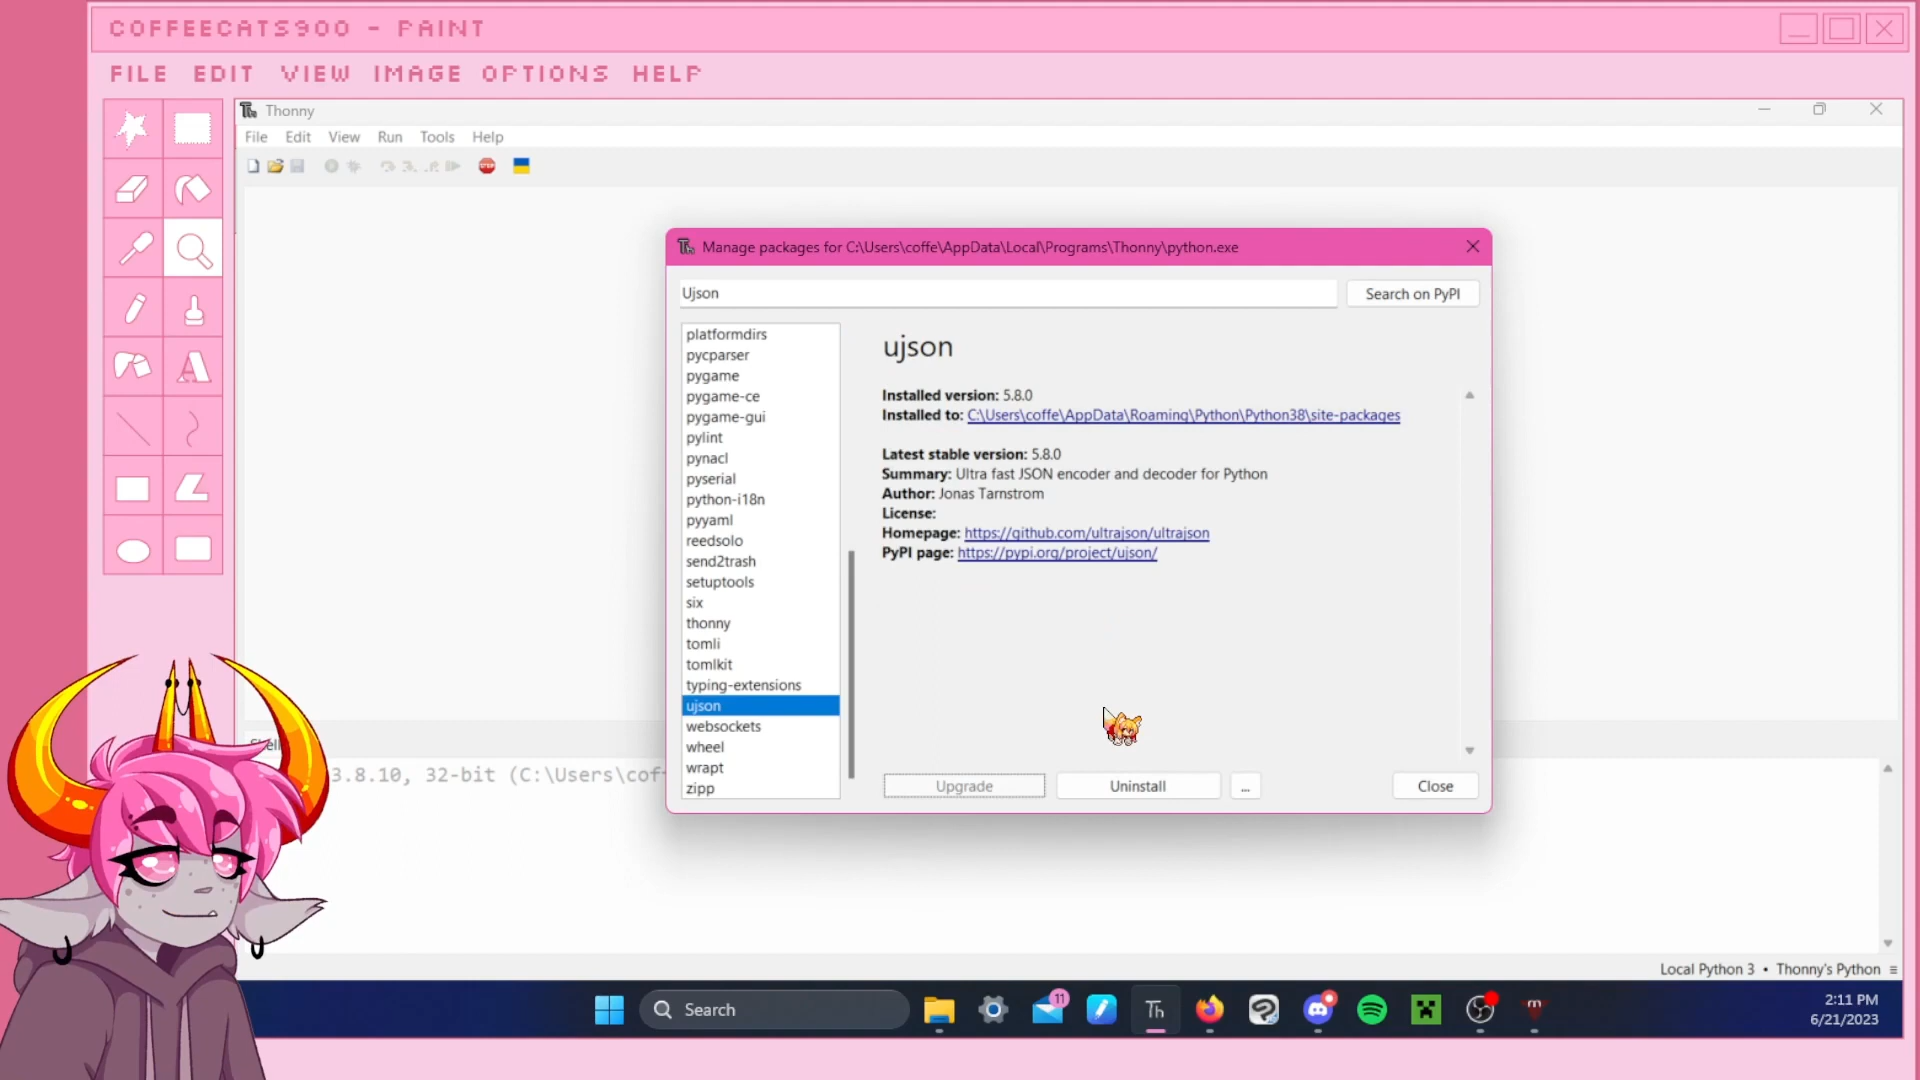 COFFEECATS900 - PAINT
FILE EDIT VIEW IMAGE OPTIONS HELP
Th Thonny
File Edit View Run Tools Help
STOP
Th Manage packages for C:\Users\coffe\AppData\Local\Programs\Thonny\python.exe
Ujson
Search on PyPI
platformdirs
pycparser
pygame
pygame-ce
pygame-gui
pylint
pynacl
pyserial
python-i18n
pyyaml
reedsolo
send2trash
setuptools
six
thonny
tomli
tomlkit
typing-extensions
ujson
websockets
wheel
wrapt
zipp
ujson
Installed version: 5.8.0
Installed to: C:\Users\coffe\AppData\Roaming\Python\Python38\site-packages
Latest stable version: 5.8.0
Summary: Ultra fast JSON encoder and decoder for Python
Author: Jonas Tarnstrom
License:
Homepage: https://github.com/ultrajson/ultrajson
PyPI page: https://pypi.org/project/ujson/
Upgrade
Uninstall
...
Close
Shell
3.8.10, 32-bit (C:\Users\cof
A
Local Python 3 • Thonny's Python ≡
Search
11
Th
m
2:11 PM
6/21/2023